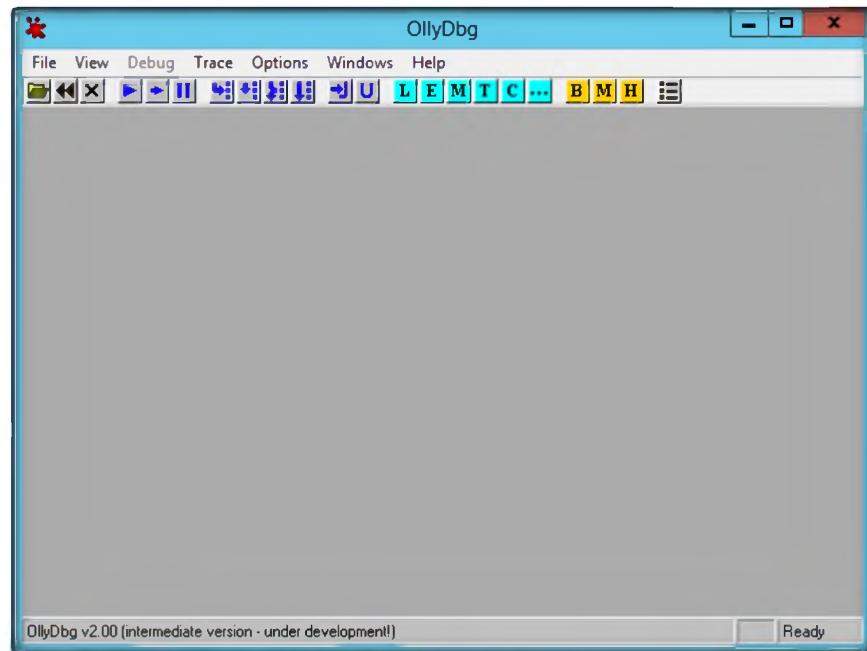 OllyDbg
File View Debug Trace Options Windows Help
U L E M T C ... B M H
OllyDbg v2.00 (intermediate version - under development!) Ready